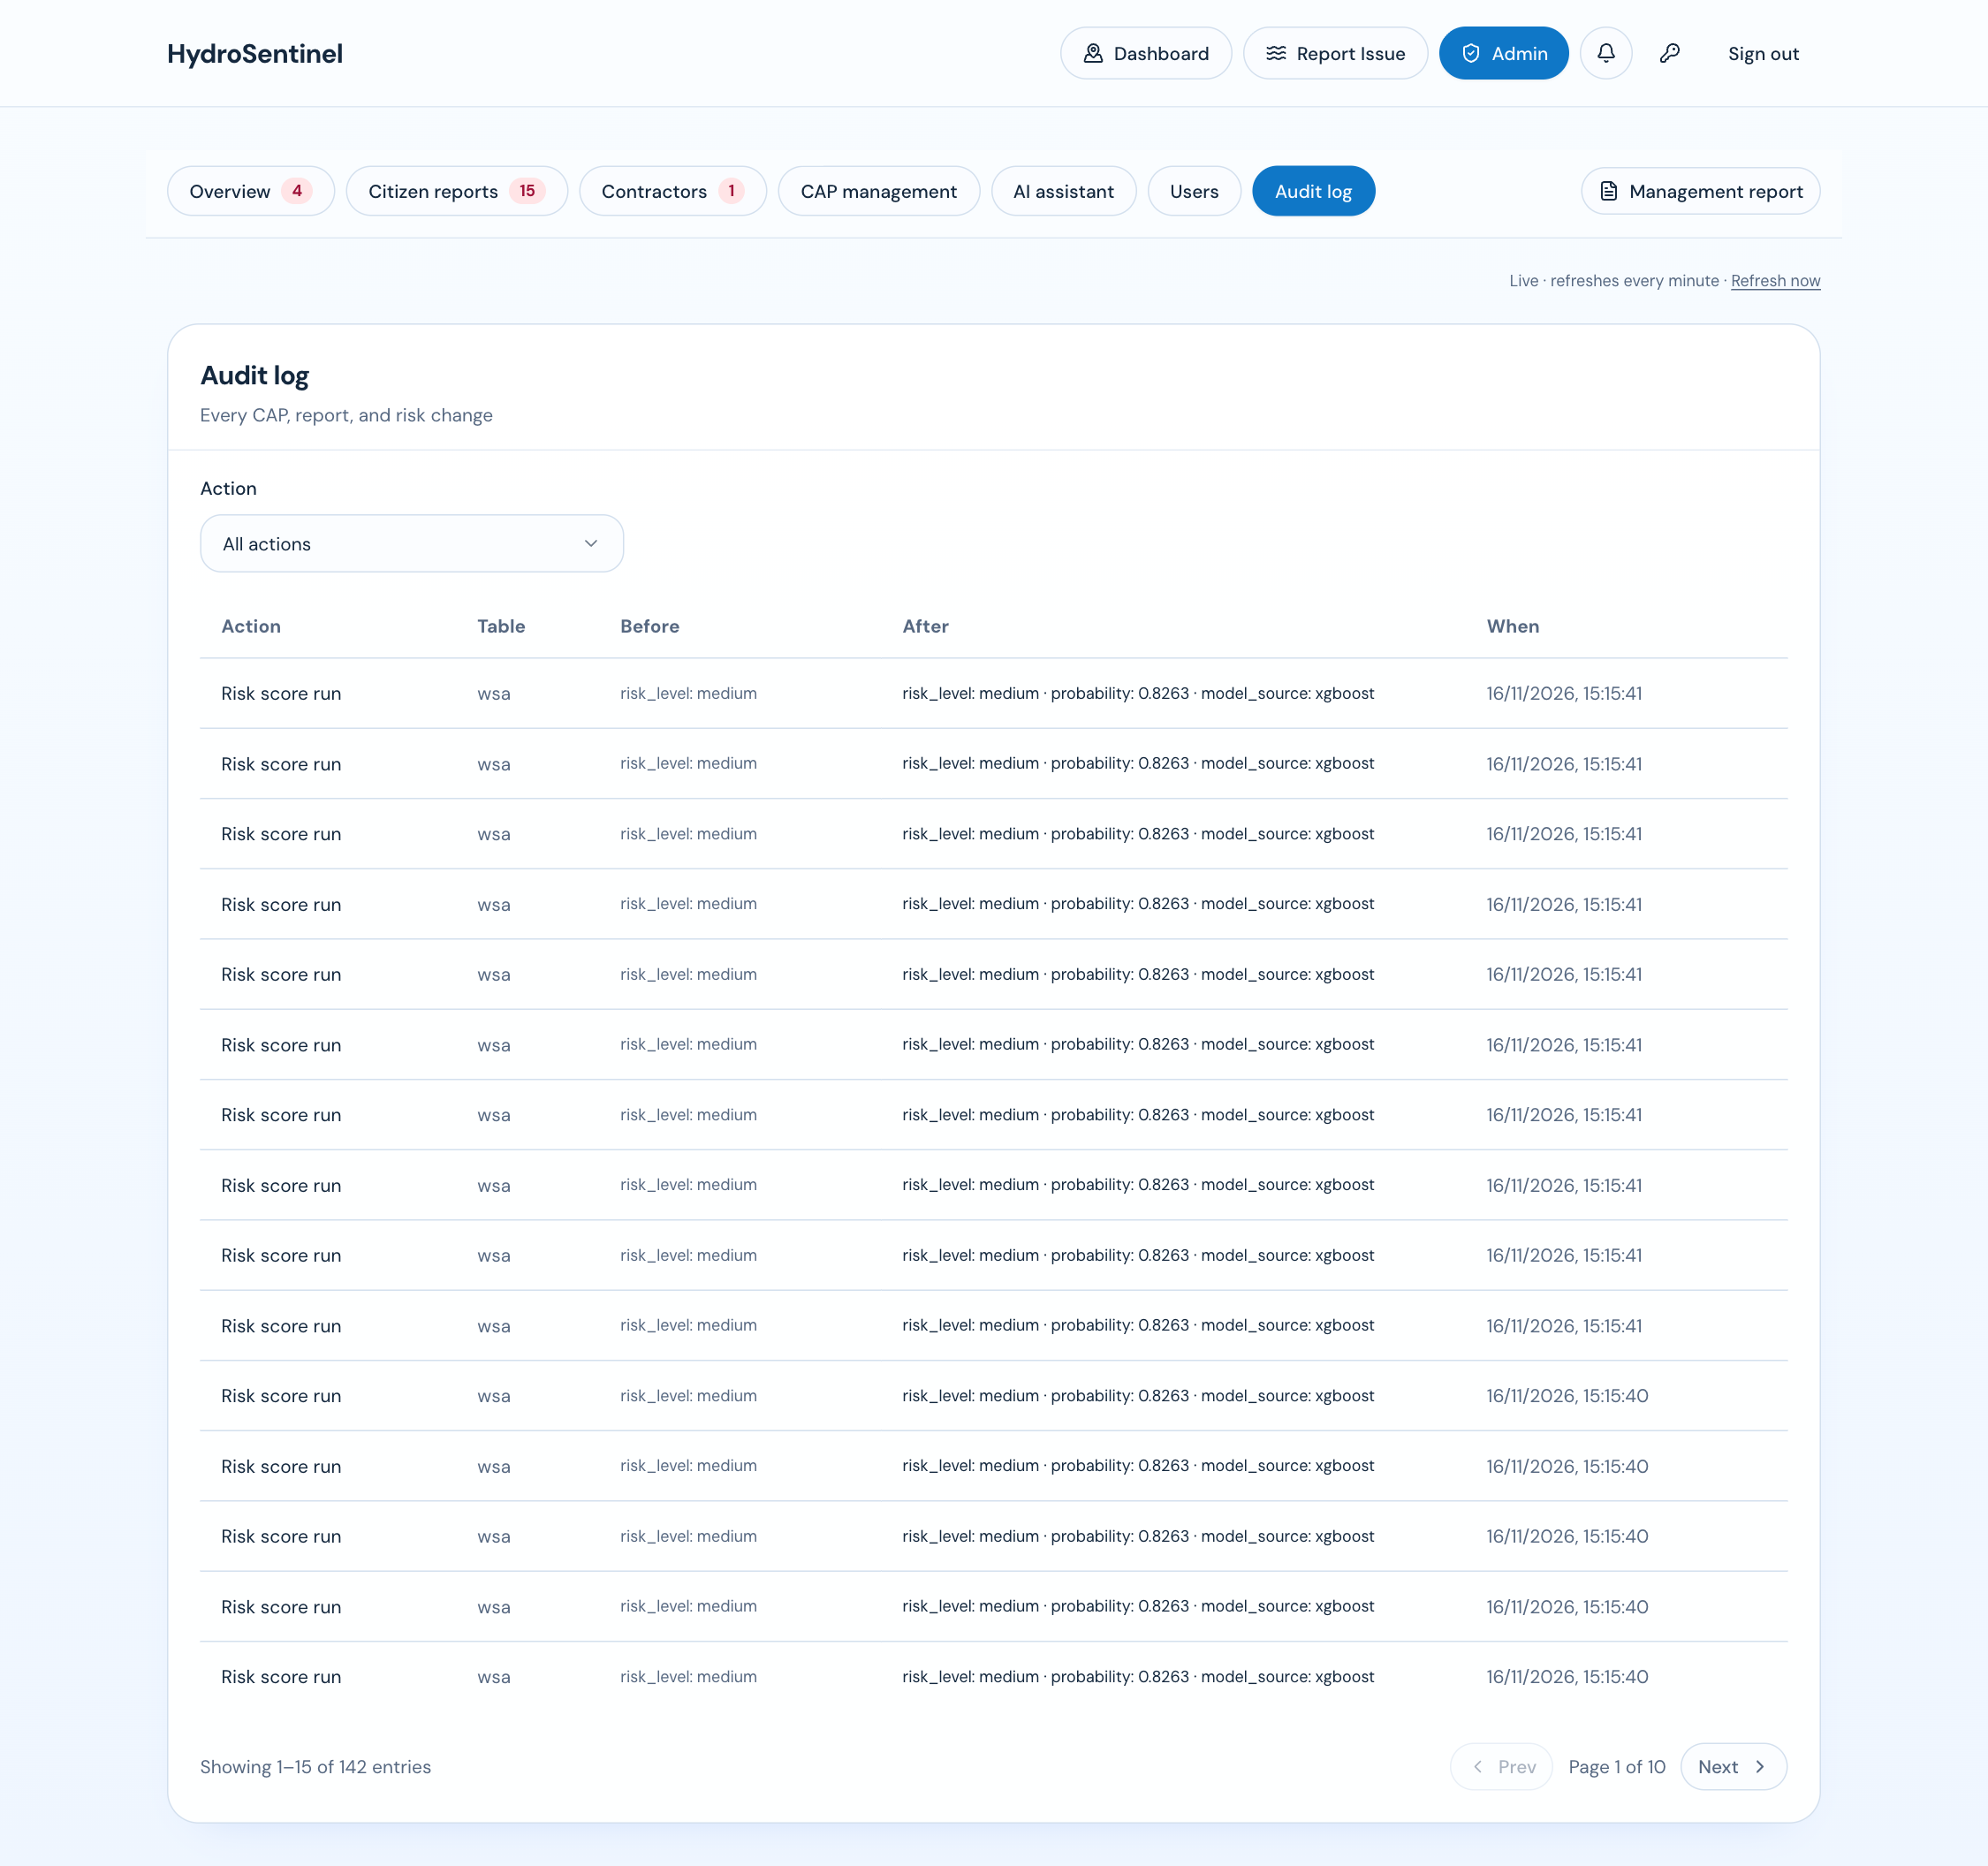 HydroSentinel
Dashboard
Report Issue
Admin
Sign out
Overview 4
Citizen reports 15
Contractors 1
CAP management
AI assistant
Users
Audit log
Management report
Live · refreshes every minute · Refresh now
Audit log
Every CAP, report, and risk change
Action
All actions
Action Table Before After When
Risk score run wsa risk_level: medium risk_level: medium · probability: 0.8263 · model_source: xgboost 16/11/2026, 15:15:41
Risk score run wsa risk_level: medium risk_level: medium · probability: 0.8263 · model_source: xgboost 16/11/2026, 15:15:41
Risk score run wsa risk_level: medium risk_level: medium · probability: 0.8263 · model_source: xgboost 16/11/2026, 15:15:41
Risk score run wsa risk_level: medium risk_level: medium · probability: 0.8263 · model_source: xgboost 16/11/2026, 15:15:41
Risk score run wsa risk_level: medium risk_level: medium · probability: 0.8263 · model_source: xgboost 16/11/2026, 15:15:41
Risk score run wsa risk_level: medium risk_level: medium · probability: 0.8263 · model_source: xgboost 16/11/2026, 15:15:41
Risk score run wsa risk_level: medium risk_level: medium · probability: 0.8263 · model_source: xgboost 16/11/2026, 15:15:41
Risk score run wsa risk_level: medium risk_level: medium · probability: 0.8263 · model_source: xgboost 16/11/2026, 15:15:41
Risk score run wsa risk_level: medium risk_level: medium · probability: 0.8263 · model_source: xgboost 16/11/2026, 15:15:41
Risk score run wsa risk_level: medium risk_level: medium · probability: 0.8263 · model_source: xgboost 16/11/2026, 15:15:41
Risk score run wsa risk_level: medium risk_level: medium · probability: 0.8263 · model_source: xgboost 16/11/2026, 15:15:40
Risk score run wsa risk_level: medium risk_level: medium · probability: 0.8263 · model_source: xgboost 16/11/2026, 15:15:40
Risk score run wsa risk_level: medium risk_level: medium · probability: 0.8263 · model_source: xgboost 16/11/2026, 15:15:40
Risk score run wsa risk_level: medium risk_level: medium · probability: 0.8263 · model_source: xgboost 16/11/2026, 15:15:40
Risk score run wsa risk_level: medium risk_level: medium · probability: 0.8263 · model_source: xgboost 16/11/2026, 15:15:40
Showing 1–15 of 142 entries
Prev
Page 1 of 10
Next